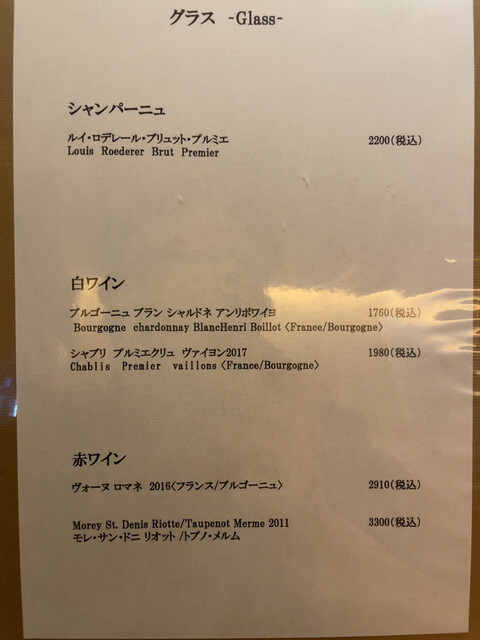 グラス -Glass-
シャンパーニュ
ルイ・ロデレール・ブリュット・プルミエ 2200(税込)
Louis Roederer Brut Premier
白ワイン
ブルゴーニュ ブラン シャルドネ アンリボワイヨ 1760(税込)
Bourgogne chardonnay BlancHenri Boillot〈France/Bourgogne〉
シャブリ プルミエクリュ ヴァイヨン2017 1980(税込)
Chablis Premier vaillons〈France/Bourgogne〉
赤ワイン
ヴォーヌ ロマネ 2016〈フランス/ブルゴーニュ〉 2910(税込)
Morey St. Denis Riotte/Taupenot Merme 2011 3300(税込)
モレ・サン・ドニ リオット /トプノ・メルム